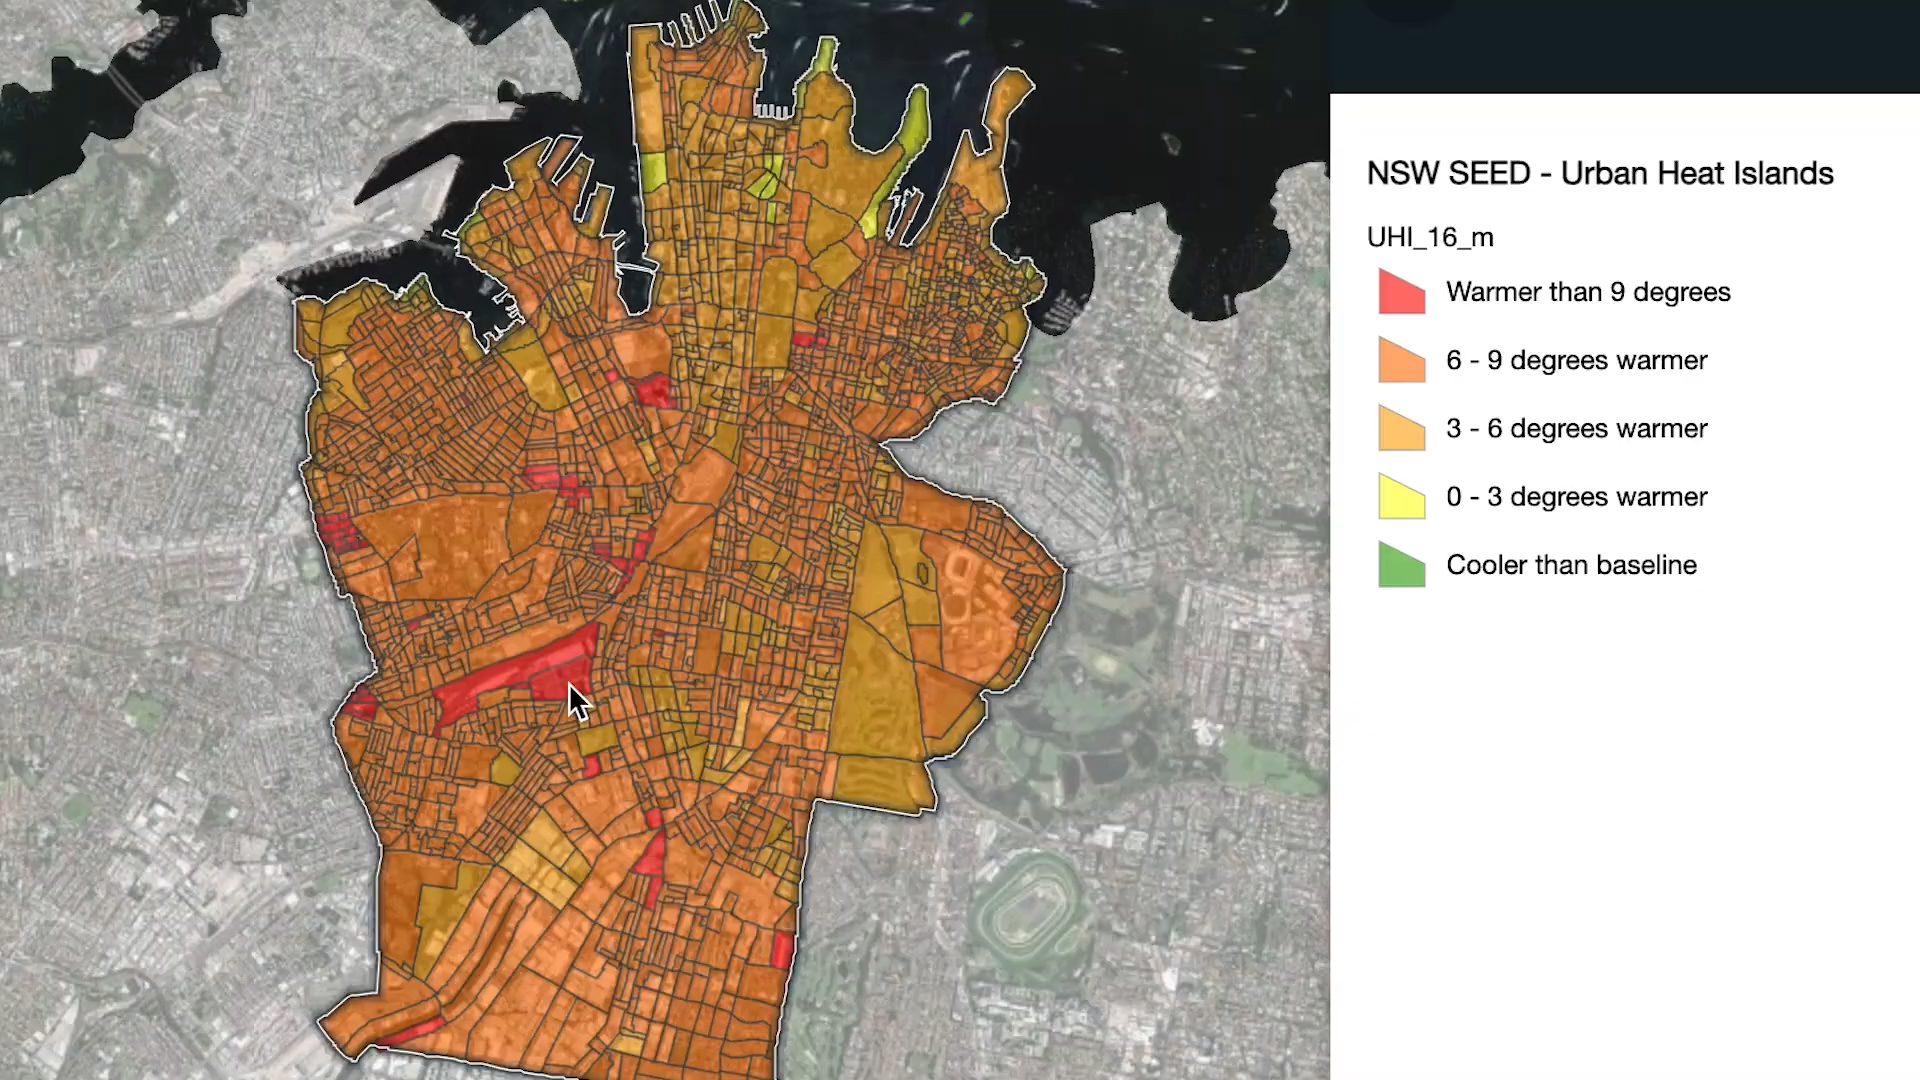 NSW SEED - Urban Heat Islands
UHI_16_m
Warmer than 9 degrees
6 - 9 degrees warmer
3 - 6 degrees warmer
0 - 3 degrees warmer
Cooler than baseline